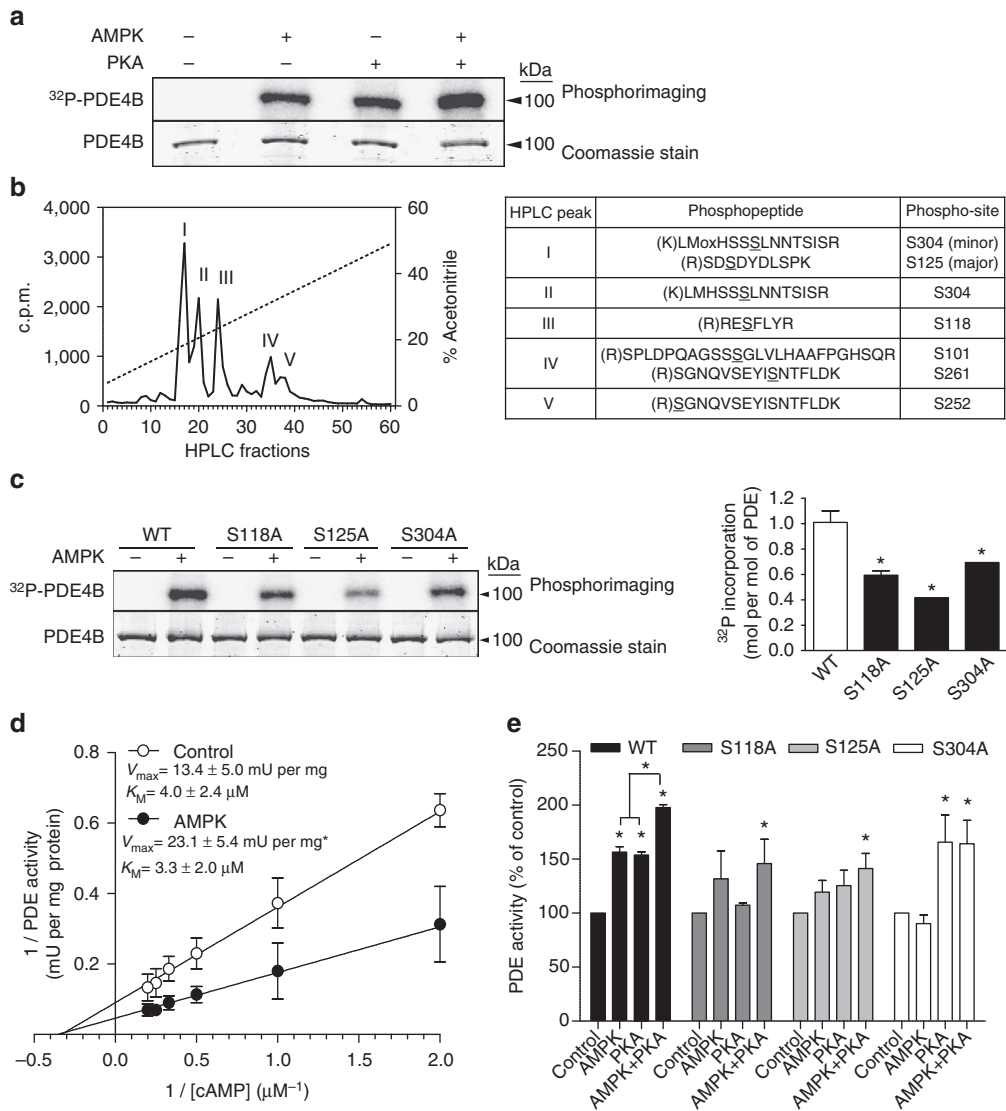 a
AMPK – + – +
PKA – – + +
kDa
³²P-PDE4B
100 Phosphorimaging
PDE4B
100 Coomassie stain
b
4,000
3,000
2,000
1,000
0
c.p.m.
I
II
III
IV
V
60
40
20
0
% Acetonitrile
0 10 20 30 40 50 60
HPLC fractions
HPLC peak Phosphopeptide Phospho-site
I (K)LMoxHSSSLNNTSISR S304 (minor)
(R)SDSDYDLSPK S125 (major)
II (K)LMHSSSLNNTSISR S304
III (R)RESFLYR S118
IV (R)SPLDPQAGSSSGLVLHAAFPGHSQR S101
(R)SGNQVSEYISNTFLDK S261
V (R)SGNQVSEYISNTFLDK S252
c
WT S118A S125A S304A
AMPK – + – + – + – +
kDa
³²P-PDE4B
100 Phosphorimaging
PDE4B
100 Coomassie stain
³²P incorporation
(mol per mol of PDE)
1.2
1.0
0.8
0.6
0.4
0.2
0.0
* * *
WT S118A S125A S304A
d
1 / PDE activity
(mU per mg protein)
0.8
0.6
0.4
0.2
Control
Vmax= 13.4 ± 5.0 mU per mg
KM= 4.0 ± 2.4 μM
AMPK
Vmax= 23.1 ± 5.4 mU per mg*
KM= 3.3 ± 2.0 μM
–0.5 0.0 0.5 1.0 1.5 2.0
1 / [cAMP] (μM⁻¹)
e
WT S118A S125A S304A
PDE activity (% of control)
250
200
150
100
50
0
*
* * * * * * *
Control AMPK PKA AMPK+PKA Control AMPK PKA AMPK+PKA Control AMPK PKA AMPK+PKA Control AMPK PKA AMPK+PKA